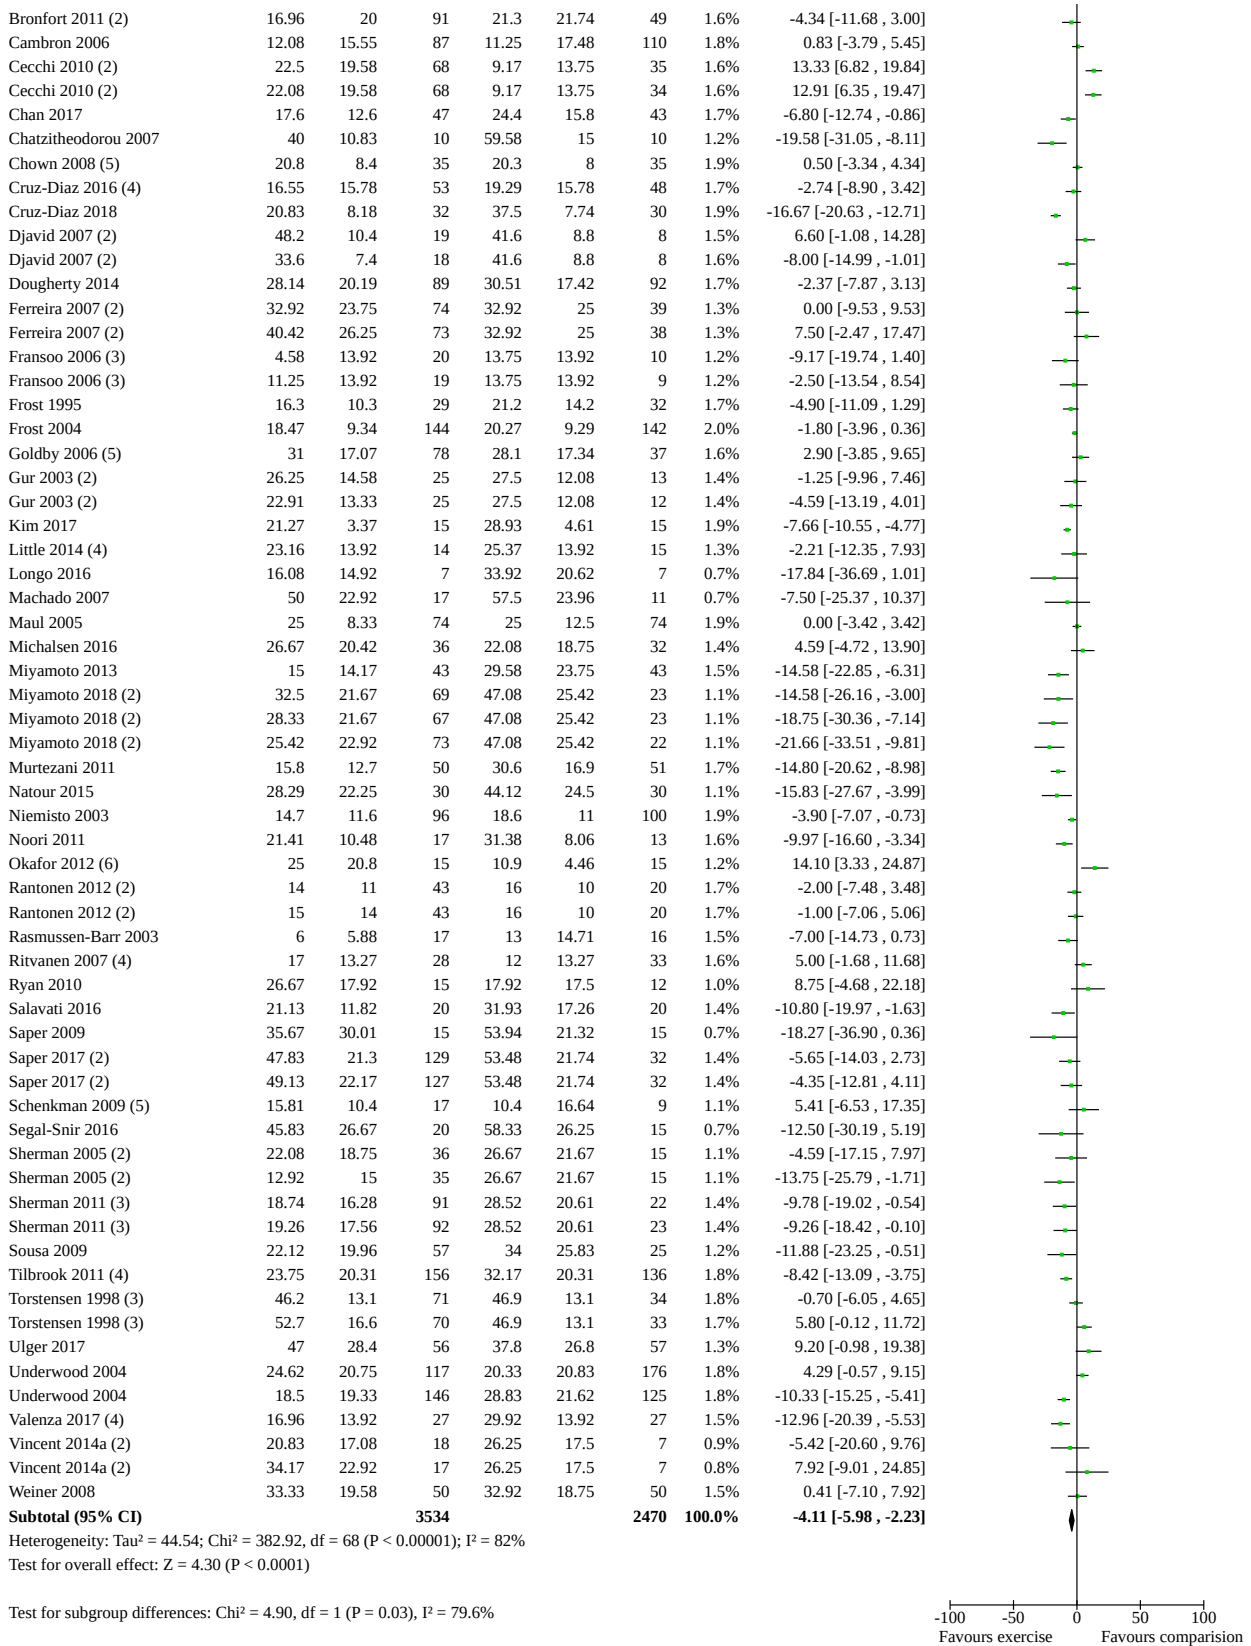 Bronfort 2011 (2) 16.96 20 91 21.3 21.74 49 1.6% -4.34 [-11.68 , 3.00]
Cambron 2006 12.08 15.55 87 11.25 17.48 110 1.8% 0.83 [-3.79 , 5.45]
Cecchi 2010 (2) 22.5 19.58 68 9.17 13.75 35 1.6% 13.33 [6.82 , 19.84]
Cecchi 2010 (2) 22.08 19.58 68 9.17 13.75 34 1.6% 12.91 [6.35 , 19.47]
Chan 2017 17.6 12.6 47 24.4 15.8 43 1.7% -6.80 [-12.74 , -0.86]
Chatzitheodorou 2007 40 10.83 10 59.58 15 10 1.1% -19.58 [-31.05 , -8.11]
Chown 2008 (5) 20.8 8.4 35 20.3 8 35 1.9% 0.50 [-3.34 , 4.34]
Cruz-Diaz 2016 (4) 16.55 15.78 53 19.29 15.78 48 1.7% -2.74 [-8.90 , 3.42]
Cruz-Diaz 2018 20.83 8.18 32 37.5 7.74 30 1.9% -16.67 [-20.63 , -12.71]
Djavid 2007 (2) 48.2 10.4 19 41.6 8.8 8 1.5% 6.60 [-1.08 , 14.28]
Djavid 2007 (2) 33.6 7.4 18 41.6 8.8 8 1.6% -8.00 [-14.99 , -1.01]
Dougherty 2014 28.14 20.19 89 30.51 17.42 92 1.7% -2.37 [-7.87 , 3.13]
Ferreira 2007 (2) 32.92 23.75 74 32.92 25 39 1.3% 0.00 [-9.53 , 9.53]
Ferreira 2007 (2) 40.42 26.25 73 32.92 25 38 1.3% 7.50 [-2.47 , 17.47]
Fransoo 2006 (3) 4.58 13.92 20 13.75 13.92 10 1.2% -9.17 [-19.74 , 1.40]
Fransoo 2006 (3) 11.25 13.92 19 13.75 13.92 9 1.2% -2.50 [-13.54 , 8.54]
Frost 1995 16.3 10.3 29 21.2 14.2 32 1.7% -4.90 [-11.09 , 1.29]
Frost 2004 18.47 9.34 144 20.27 9.29 142 2.0% -1.80 [-3.96 , 0.36]
Goldby 2006 (5) 31 17.07 78 28.1 17.34 37 1.6% 2.90 [-3.85 , 9.65]
Gur 2003 (2) 26.25 14.58 25 27.5 12.08 13 1.4% -1.25 [-9.96 , 7.46]
Gur 2003 (2) 22.91 13.33 25 27.5 12.08 12 1.4% -4.59 [-13.19 , 4.01]
Kim 2017 21.27 3.37 15 28.93 4.61 15 1.9% -7.66 [-10.55 , -4.77]
Little 2014 (4) 23.16 13.92 14 25.37 13.92 15 1.3% -2.21 [-12.35 , 7.93]
Longo 2016 16.08 14.92 7 33.92 20.62 7 0.7% -17.84 [-36.69 , 1.01]
Machado 2007 50 22.92 17 57.5 23.96 11 0.7% -7.50 [-25.37 , 10.37]
Maul 2005 25 8.33 74 25 12.5 74 1.9% 0.00 [-3.42 , 3.42]
Michalsen 2016 26.67 20.42 36 22.08 18.75 32 1.4% 4.59 [-4.72 , 13.90]
Miyamoto 2013 15 14.17 43 29.58 23.75 43 1.5% -14.58 [-22.85 , -6.31]
Miyamoto 2018 (2) 32.5 21.67 69 47.08 25.42 23 1.1% -14.58 [-26.16 , -3.00]
Miyamoto 2018 (2) 28.33 21.67 67 47.08 25.42 23 1.1% -18.75 [-30.36 , -7.14]
Miyamoto 2018 (2) 25.42 22.92 73 47.08 25.42 22 1.1% -21.66 [-33.51 , -9.81]
Murtezani 2011 15.8 12.7 50 30.6 16.9 51 1.7% -14.80 [-20.62 , -8.98]
Natour 2015 28.29 22.25 30 44.12 24.5 30 1.1% -15.83 [-27.67 , -3.99]
Niemisto 2003 14.7 11.6 96 18.6 11 100 1.9% -3.90 [-7.07 , -0.73]
Noori 2011 21.41 10.48 17 31.38 8.06 13 1.6% -9.97 [-16.60 , -3.34]
Okafor 2012 (6) 25 20.8 15 10.9 4.46 15 1.2% 14.10 [3.33 , 24.87]
Rantonen 2012 (2) 14 11 43 16 10 20 1.7% -2.00 [-7.48 , 3.48]
Rantonen 2012 (2) 15 14 43 16 10 20 1.7% -1.00 [-7.06 , 5.06]
Rasmussen-Barr 2003 6 5.88 17 13 14.71 16 1.5% -7.00 [-14.73 , 0.73]
Ritvanen 2007 (4) 17 13.27 28 12 13.27 33 1.6% 5.00 [-1.68 , 11.68]
Ryan 2010 26.67 17.92 15 17.92 17.5 12 1.0% 8.75 [-4.68 , 22.18]
Salavati 2016 21.13 11.82 20 31.93 17.26 20 1.4% -10.80 [-19.97 , -1.63]
Saper 2009 35.67 30.01 15 53.94 21.32 15 0.7% -18.27 [-36.90 , 0.36]
Saper 2017 (2) 47.83 21.3 129 53.48 21.74 32 1.4% -5.65 [-14.03 , 2.73]
Saper 2017 (2) 49.13 22.17 127 53.48 21.74 32 1.4% -4.35 [-12.81 , 4.11]
Schenkman 2009 (5) 15.81 10.4 17 10.4 16.64 9 1.1% 5.41 [-6.53 , 17.35]
Segal-Snir 2016 45.83 26.67 20 58.33 26.25 15 0.7% -12.50 [-30.19 , 5.19]
Sherman 2005 (2) 22.08 18.75 36 26.67 21.67 15 1.1% -4.59 [-17.15 , 7.97]
Sherman 2005 (2) 12.92 15 35 26.67 21.67 15 1.1% -13.75 [-25.79 , -1.71]
Sherman 2011 (3) 18.74 16.28 91 28.52 20.61 22 1.4% -9.78 [-19.02 , -0.54]
Sherman 2011 (3) 19.26 17.56 92 28.52 20.61 23 1.4% -9.26 [-18.42 , -0.10]
Sousa 2009 22.12 19.96 57 34 25.83 25 1.2% -11.88 [-23.25 , -0.51]
Tilbrook 2011 (4) 23.75 20.31 156 32.17 20.31 136 1.8% -8.42 [-13.09 , -3.75]
Torstensen 1998 (3) 46.2 13.1 71 46.9 13.1 34 1.8% -0.70 [-6.05 , 4.65]
Torstensen 1998 (3) 52.7 16.6 70 46.9 13.1 33 1.7% 5.80 [-0.12 , 11.72]
Ulger 2017 47 28.4 56 37.8 26.8 57 1.3% 9.20 [-0.98 , 19.38]
Underwood 2004 24.62 20.75 117 20.33 20.83 176 1.8% 4.29 [-0.57 , 9.15]
Underwood 2004 18.5 19.33 146 28.83 21.62 125 1.8% -10.33 [-15.25 , -5.41]
Valenza 2017 (4) 16.96 13.92 27 29.92 13.92 27 1.5% -12.96 [-20.39 , -5.53]
Vincent 2014a (2) 20.83 17.08 18 26.25 17.5 7 0.9% -5.42 [-20.60 , 9.76]
Vincent 2014a (2) 34.17 22.92 17 26.25 17.5 7 0.8% 7.92 [-9.01 , 24.85]
Weiner 2008 33.33 19.58 50 32.92 18.75 50 1.5% 0.41 [-7.10 , 7.92]
Subtotal (95% CI) 3534 2470 100.0% -4.11 [-5.98 , -2.23]
Heterogeneity: Tau² = 44.54; Chi² = 382.92, df = 68 (P < 0.00001); I² = 82%
Test for overall effect: Z = 4.30 (P < 0.0001)
Test for subgroup differences: Chi² = 4.90, df = 1 (P = 0.03), I² = 79.6%
-100 -50 0 50 100
Favours exercise Favours comparision